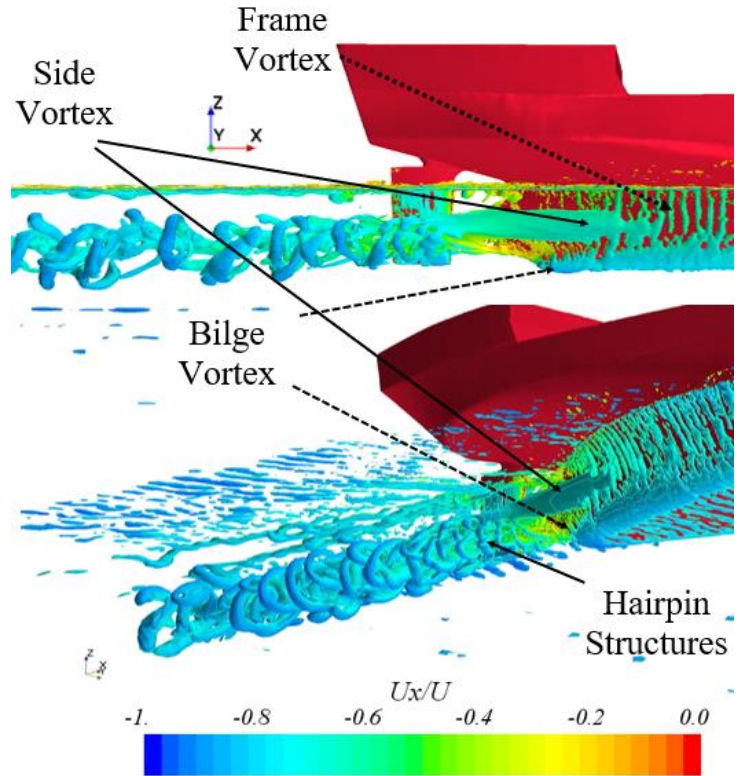 Frame
Vortex
Side
Vortex
Z
Y X
Bilge
Vortex
Hairpin
Structures
Z
X
Ux/U
-1. -0.8 -0.6 -0.4 -0.2 0.0